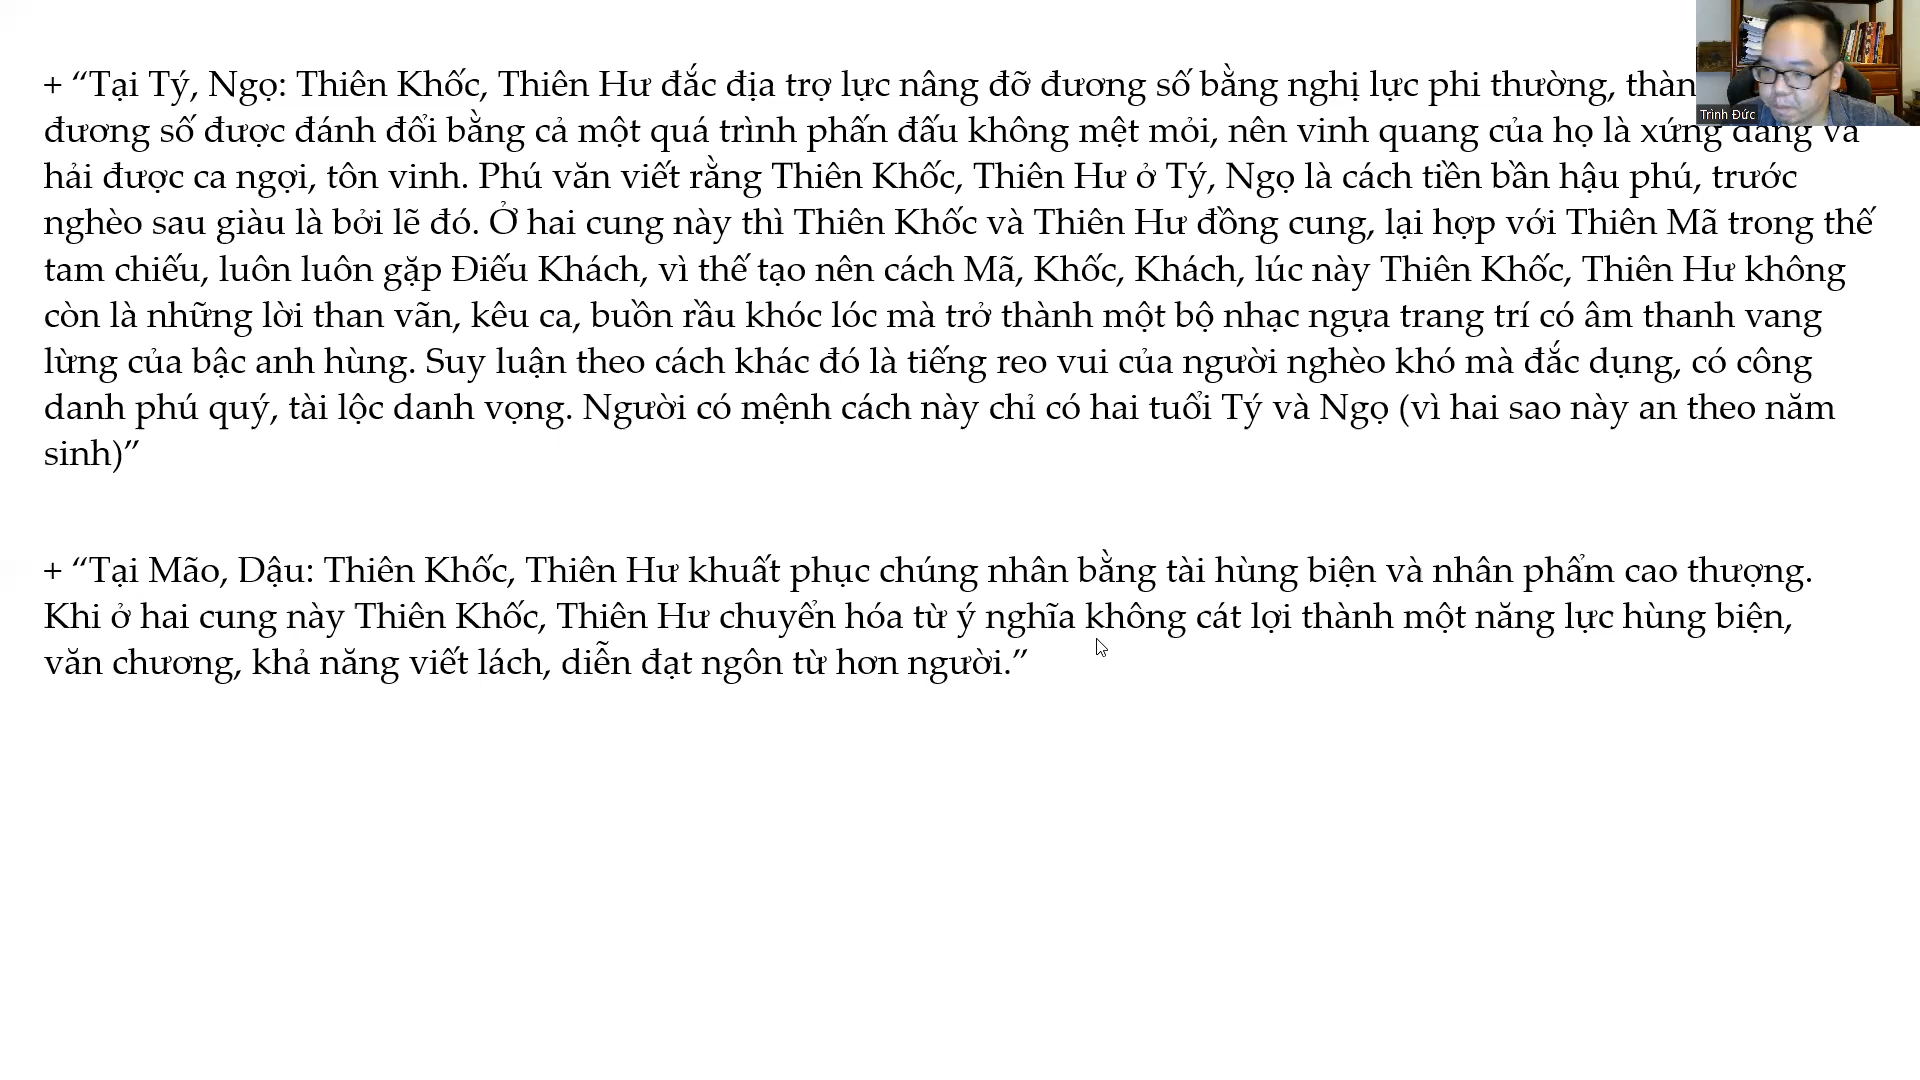 + “Tại Tý, Ngọ: Thiên Khốc, Thiên Hư đắc địa trợ lực nâng đỡ đương số bằng nghị lực phi thường,
đương số được đánh đổi bằng cả một quá trình phấn đấu không mệt mỏi, nên vinh quang của họ là xứng đáng và
hải được ca ngợi, tôn vinh. Phú văn viết rằng Thiên Khốc, Thiên Hư ở Tý, Ngọ là cách tiền bần hậu phú, trước
nghèo sau giàu là bởi lẽ đó. Ở hai cung này thì Thiên Khốc và Thiên Hư đồng cung, lại hợp với Thiên Mã trong thế
tam chiếu, luôn luôn gặp Điếu Khách, vì thế tạo nên cách Mã, Khốc, Khách, lúc này Thiên Khốc, Thiên Hư không
còn là những lời than vãn, kêu ca, buồn rầu khóc lóc mà trở thành một bộ nhạc ngựa trang trí có âm thanh vang
lừng của bậc anh hùng. Suy luận theo cách khác đó là tiếng reo vui của người nghèo khó mà đắc dụng, có công
danh phú quý, tài lộc danh vọng. Người có mệnh cách này chỉ có hai tuổi Tý và Ngọ (vì hai sao này an theo năm
sinh)”
+ “Tại Mão, Dậu: Thiên Khốc, Thiên Hư khuất phục chúng nhân bằng tài hùng biện và nhân phẩm cao thượng.
Khi ở hai cung này Thiên Khốc, Thiên Hư chuyển hóa từ ý nghĩa không cát lợi thành một năng lực hùng biện,
văn chương, khả năng viết lách, diễn đạt ngôn từ hơn người.”
Trình Đức